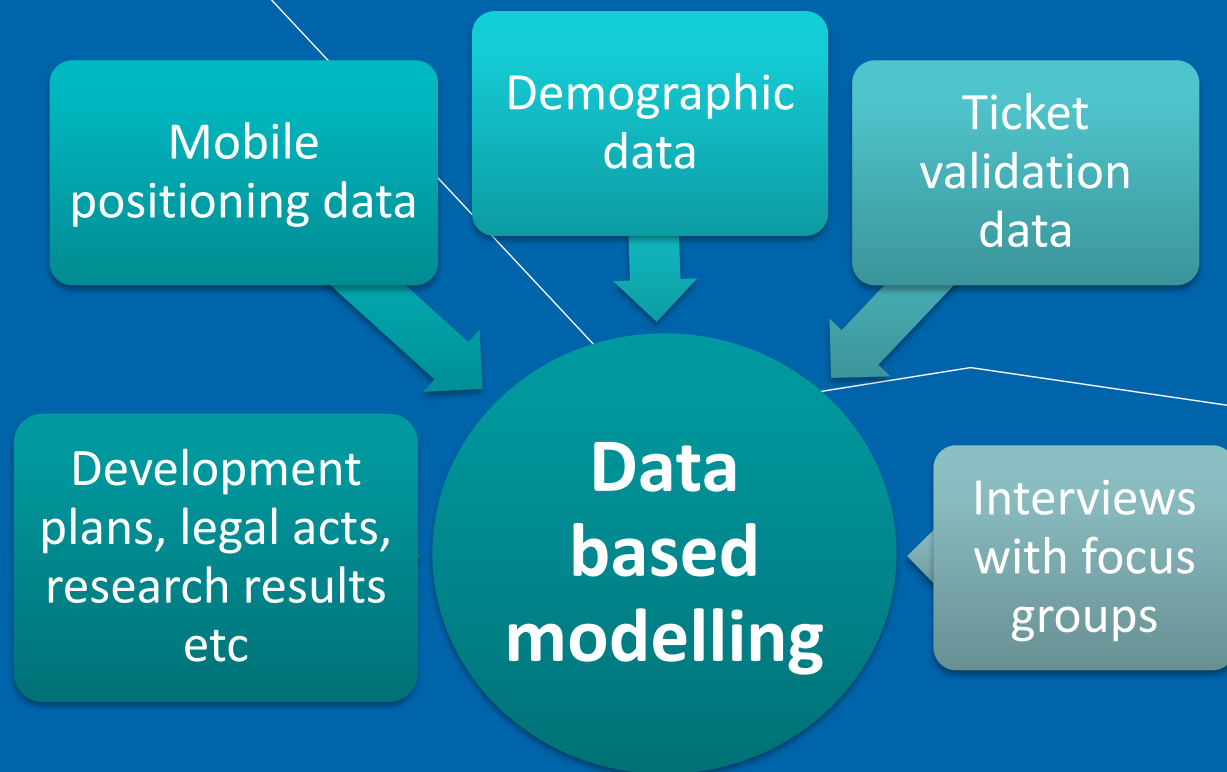 Mobile
positioning data
Demographic
data
Ticket
validation
data
Development
plans, legal acts,
research results
etc
Data
based
modelling
Interviews
with focus
groups